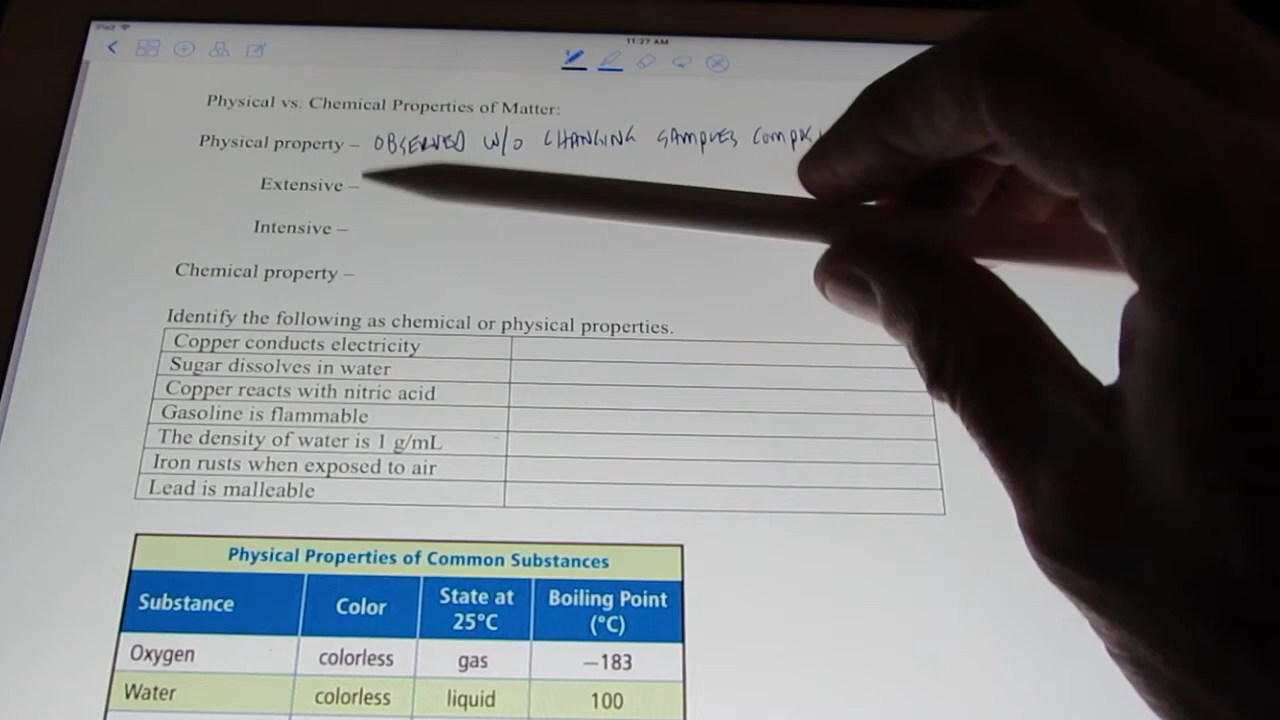 11:27 AM
Physical vs. Chemical Properties of Matter:
Physical property – OBSERVED W/O CHANGING SAMPLES
Extensive –
Intensive –
Chemical property –
Identify the following as chemical or physical properties.
Copper conducts electricity
Sugar dissolves in water
Copper reacts with nitric acid
Gasoline is flammable
The density of water is 1 g/mL
Iron rusts when exposed to air
Lead is malleable
Physical Properties of Common Substances
Substance Color State at 25°C Boiling Point (°C)
Oxygen colorless gas −183
Water colorless liquid 100